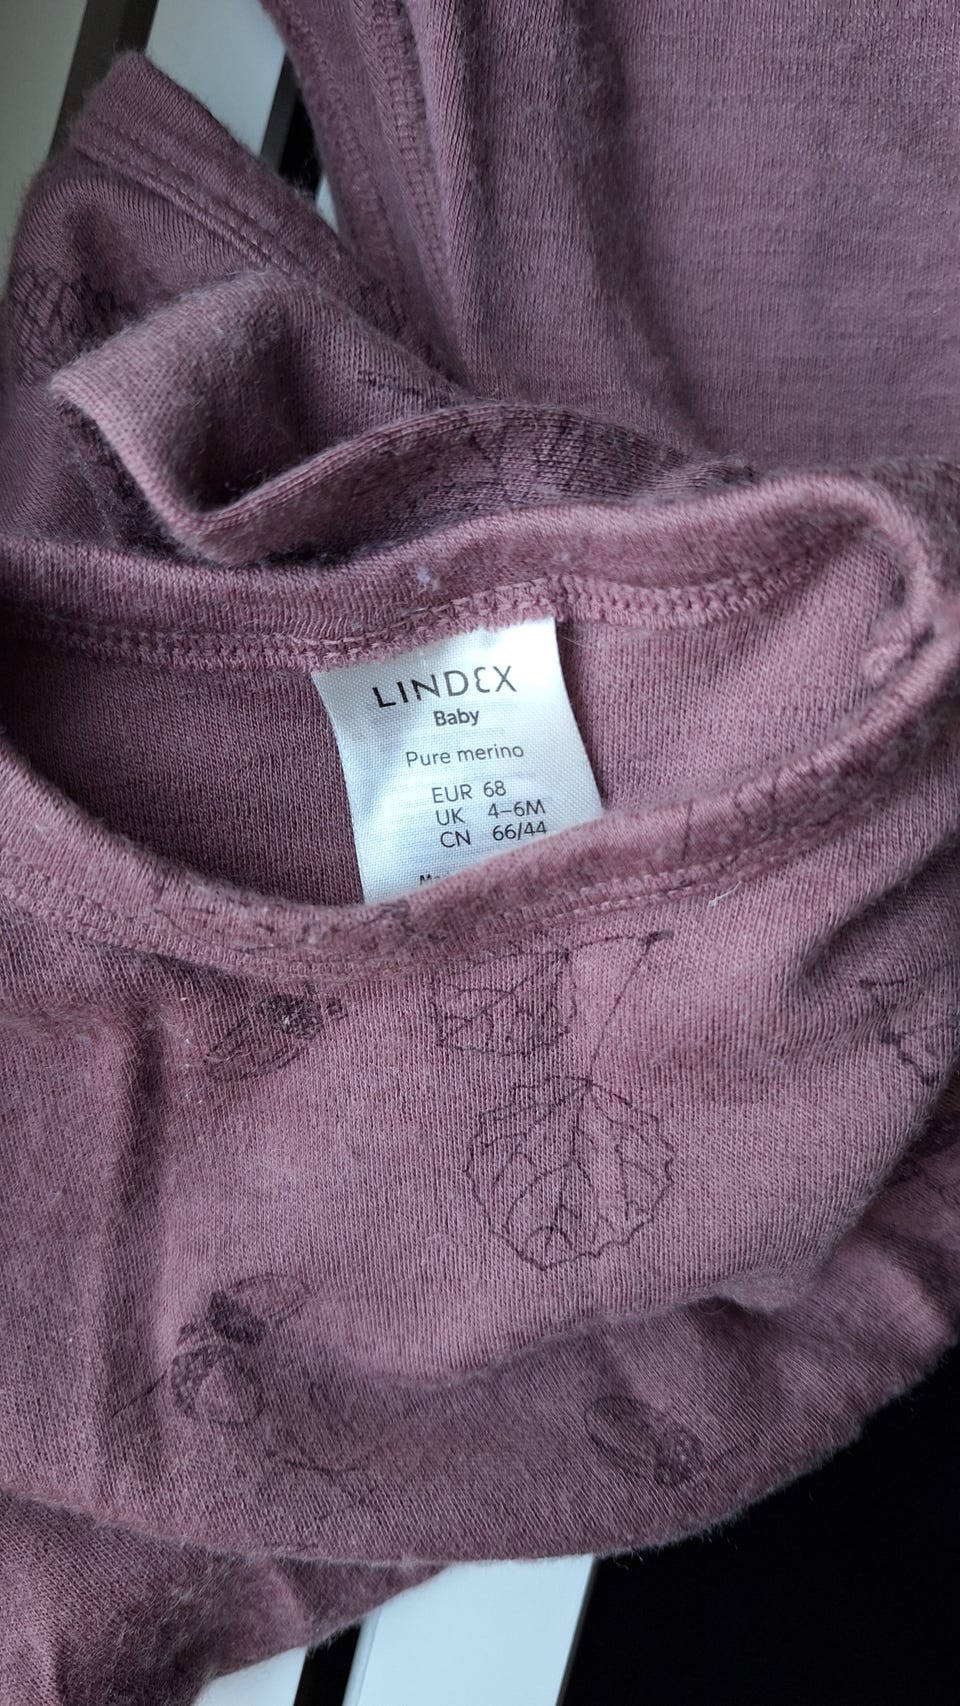 LINDEX
Baby
Pure merino
EUR 68
UK 4–6M
CN 66/44